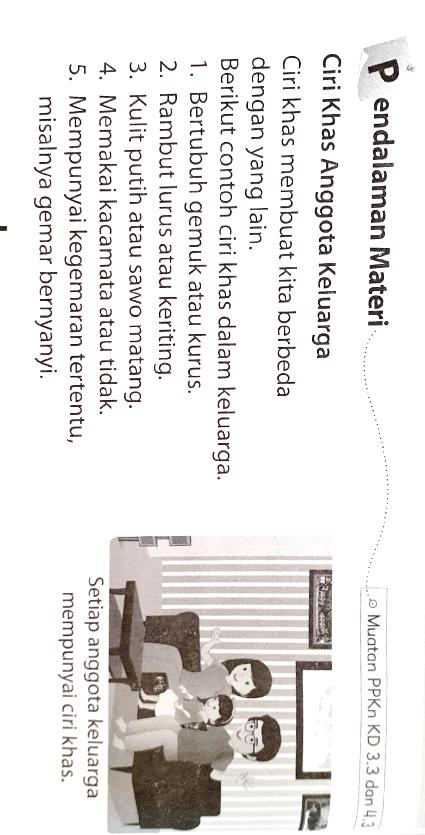 Pendalaman Materi
Muatan PPKn KD 3.3 dan 4.3
Ciri Khas Anggota Keluarga
Ciri khas membuat kita berbeda
dengan yang lain.
Berikut contoh ciri khas dalam keluarga.
1. Bertubuh gemuk atau kurus.
2. Rambut lurus atau keriting.
3. Kulit putih atau sawo matang.
4. Memakai kacamata atau tidak.
5. Mempunyai kegemaran tertentu,
misalnya gemar bernyanyi.
Setiap anggota keluarga
mempunyai ciri khas.